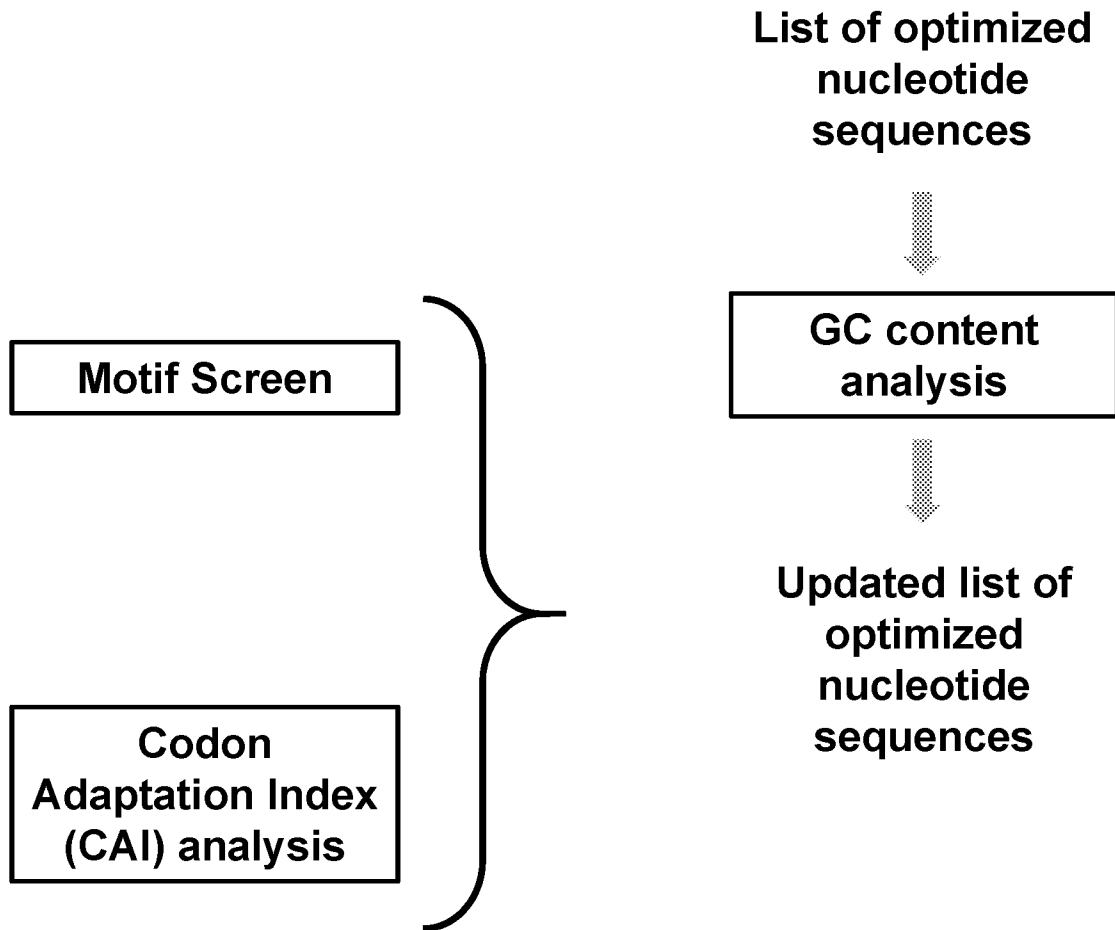 List of optimized
nucleotide
sequences
GC content
analysis
Updated list of
optimized
nucleotide
sequences
Motif Screen
Codon
Adaptation Index
(CAI) analysis